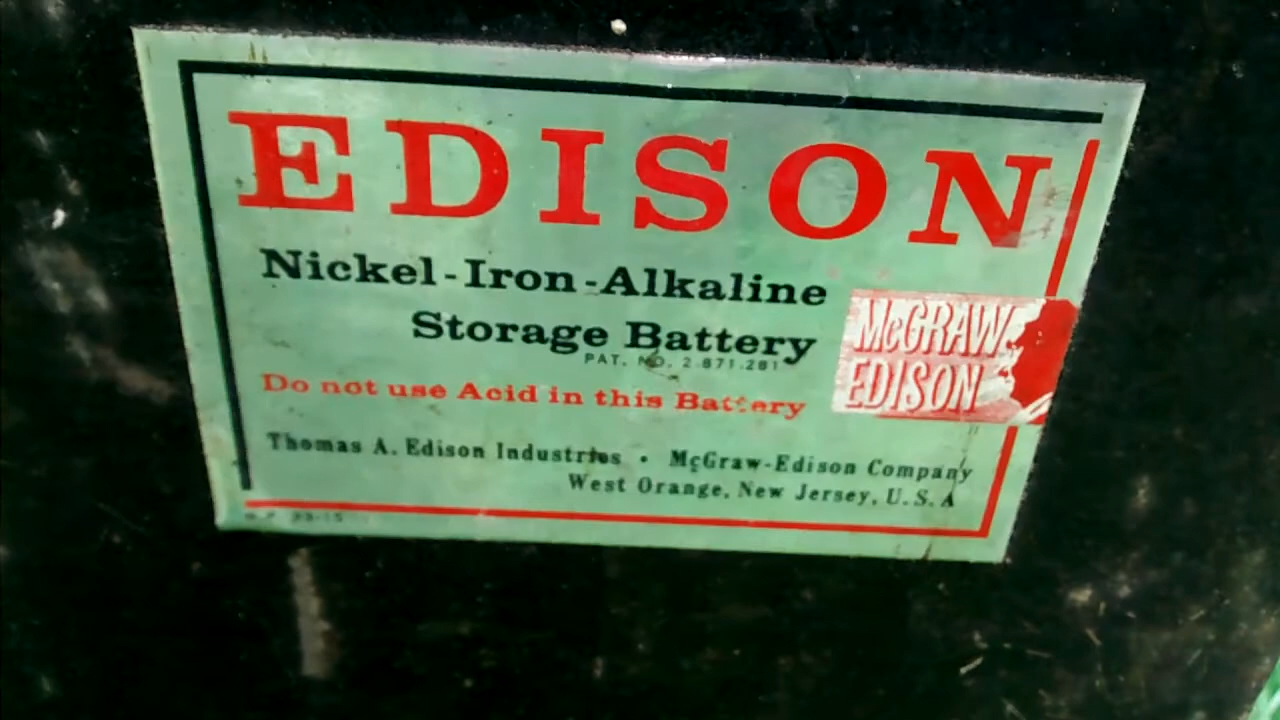 EDISON
Nickel-Iron-Alkaline
Storage Battery
PAT. NO. 2.871.281
Do not use Acid in this Battery
McGRAW
EDISON
Thomas A. Edison Industries • McGraw-Edison Company
West Orange, New Jersey, U.S.A